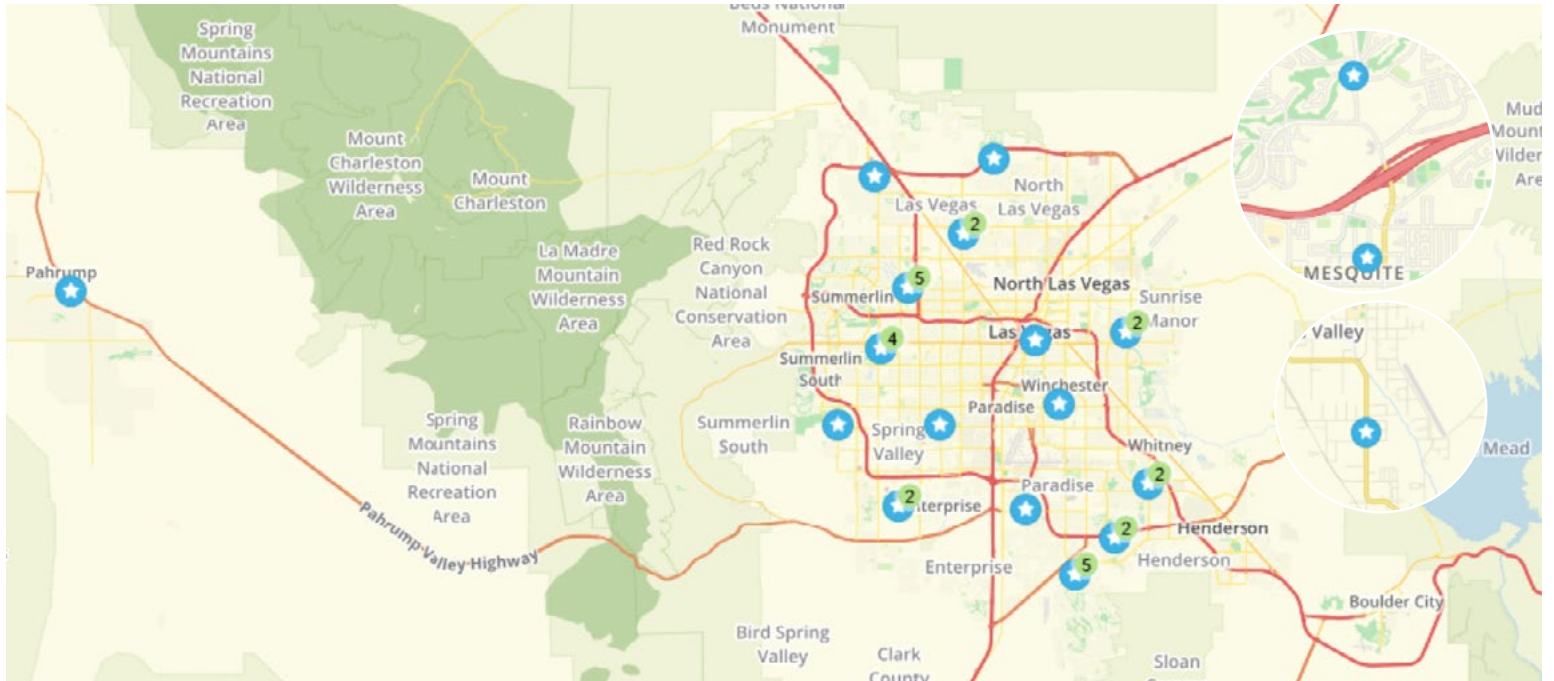 Beds National
Monument
Spring
Mountains
National
Recreation
Area
Mount
Charleston
Wilderness
Area
Mount
Charleston
La Madre
Mountain
Wilderness
Area
Red Rock
Canyon
National
Conservation
Area
Pahrump
Las Vegas
North
Las Vegas
2
5
Summerlin
North Las Vegas
Sunrise
Manor
2
Las Vegas
4
Summerlin
South
Winchester
Paradise
Summerlin
South
Spring
Valley
Whitney
Spring
Mountains
National
Recreation
Area
Rainbow
Mountain
Wilderness
Area
Pahrump Valley Highway
2
Enterprise
Paradise
2
2
Henderson
Henderson
5
Enterprise
Boulder City
Bird Spring
Valley
Clark
County
Sloan
MESQUITE
Valley
Mead